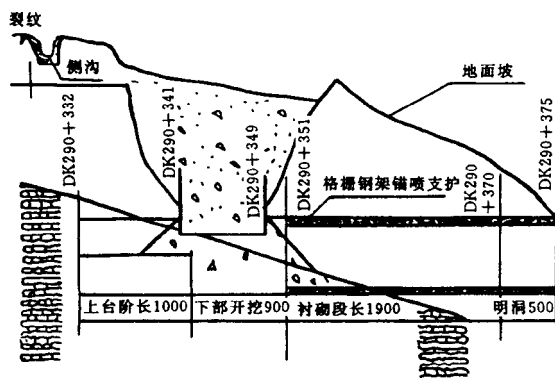 裂纹
侧沟
地面坡
DK290+332
DK290+341
DK290+349
DK290+351
DK290
+370
DK290+375
格栅钢架锚喷支护
上台阶长1000
下部开挖900
衬砌段长1900
明洞500